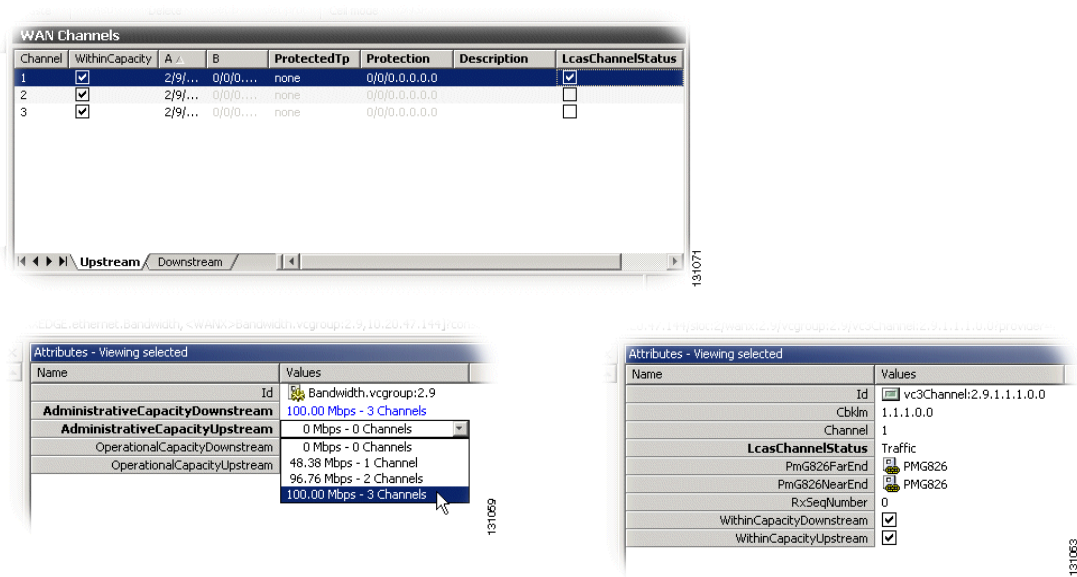 WAN Channels
Channel WithinCapacity A B ProtectedTp Protection Description LcasChannelStatus
1 2/9/... 0/0/0.... none 0/0/0.0.0.0.0
2 2/9/... 0/0/0.... none 0/0/0.0.0.0.0
3 2/9/... 0/0/0.... none 0/0/0.0.0.0.0
Upstream Downstream
131071
Attributes - Viewing selected
Name Values
Id Bandwidth.vcgroup:2.9
AdministrativeCapacityDownstream 100.00 Mbps - 3 Channels
AdministrativeCapacityUpstream 0 Mbps - 0 Channels
OperationalCapacityDownstream 0 Mbps - 0 Channels
OperationalCapacityUpstream 48.38 Mbps - 1 Channel
96.76 Mbps - 2 Channels
100.00 Mbps - 3 Channels
131059
Attributes - Viewing selected
Name Values
Id vc3Channel:2.9.1.1.1.0.0
Cbklm 1.1.1.0.0
Channel 1
LcasChannelStatus Traffic
PmG826FarEnd PMG826
PmG826NearEnd PMG826
RxSeqNumber 0
WithinCapacityDownstream
WithinCapacityUpstream
131063